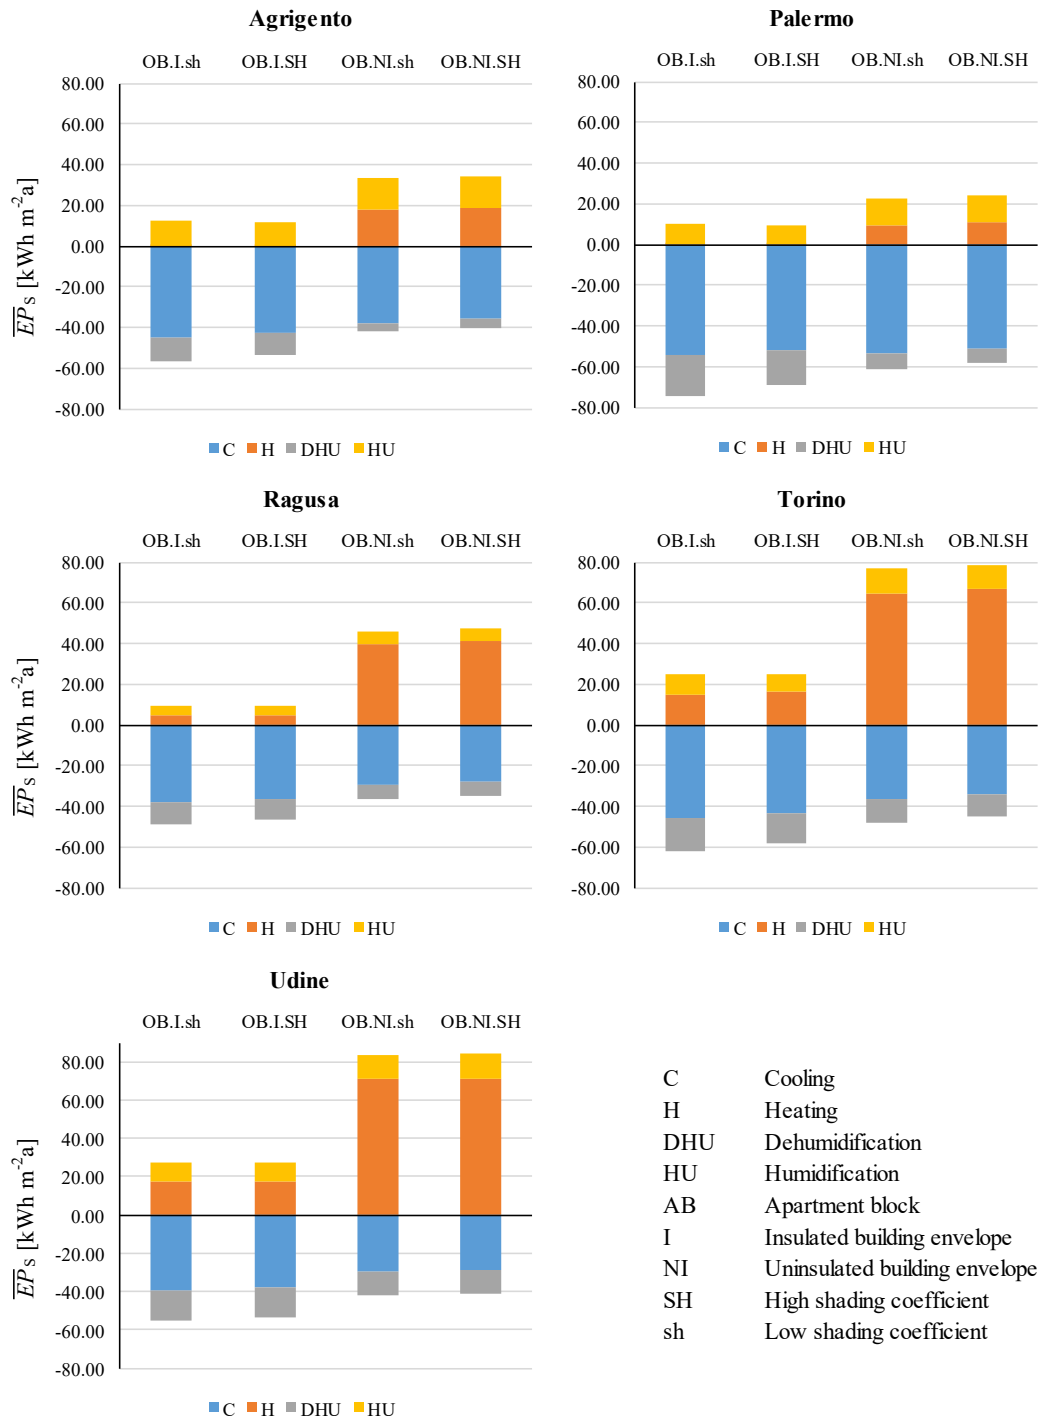 Agrigento
OB.I.sh OB.I.SH OB.NI.sh OB.NI.SH
80.00
60.00
40.00
20.00
0.00
-20.00
-40.00
-60.00
-80.00
EP s [kWh m-2a]
C H DHU HU
Palermo
OB.I.sh OB.I.SH OB.NI.sh OB.NI.SH
80.00
60.00
40.00
20.00
0.00
-20.00
-40.00
-60.00
-80.00
C H DHU HU
Ragusa
OB.I.sh OB.I.SH OB.NI.sh OB.NI.SH
80.00
60.00
40.00
20.00
0.00
-20.00
-40.00
-60.00
-80.00
EP s [kWh m-2a]
C H DHU HU
Torino
OB.I.sh OB.I.SH OB.NI.sh OB.NI.SH
80.00
60.00
40.00
20.00
0.00
-20.00
-40.00
-60.00
-80.00
C H DHU HU
Udine
OB.I.sh OB.I.SH OB.NI.sh OB.NI.SH
80.00
60.00
40.00
20.00
0.00
-20.00
-40.00
-60.00
-80.00
EP s [kWh m-2a]
C H DHU HU
C Cooling
H Heating
DHU Dehumidification
HU Humidification
AB Apartment block
I Insulated building envelope
NI Uninsulated building envelope
SH High shading coefficient
sh Low shading coefficient